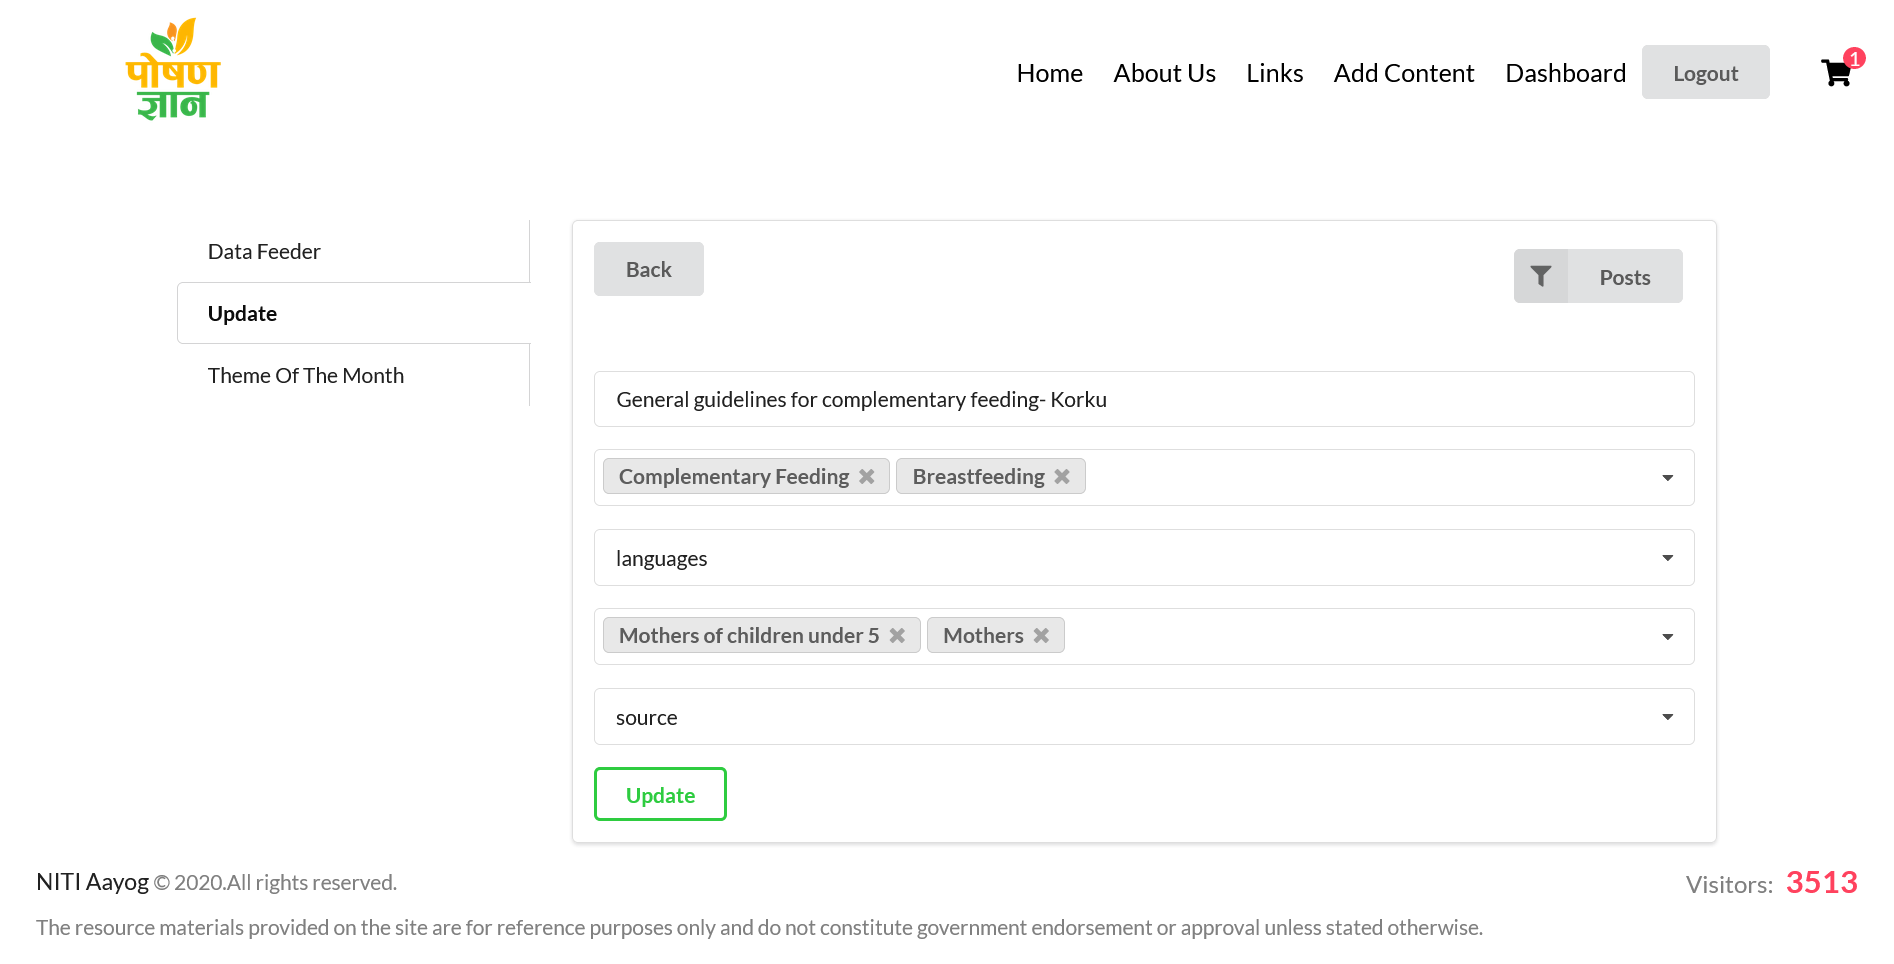 पोषण
ज्ञान
Home About Us Links Add Content Dashboard Logout 1
Data Feeder
Update
Theme Of The Month
Back
Posts
General guidelines for complementary feeding- Korku
Complementary Feeding Breastfeeding
languages
Mothers of children under 5 Mothers
source
Update
NITI Aayog © 2020.All rights reserved.
Visitors: 3513
The resource materials provided on the site are for reference purposes only and do not constitute government endorsement or approval unless stated otherwise.